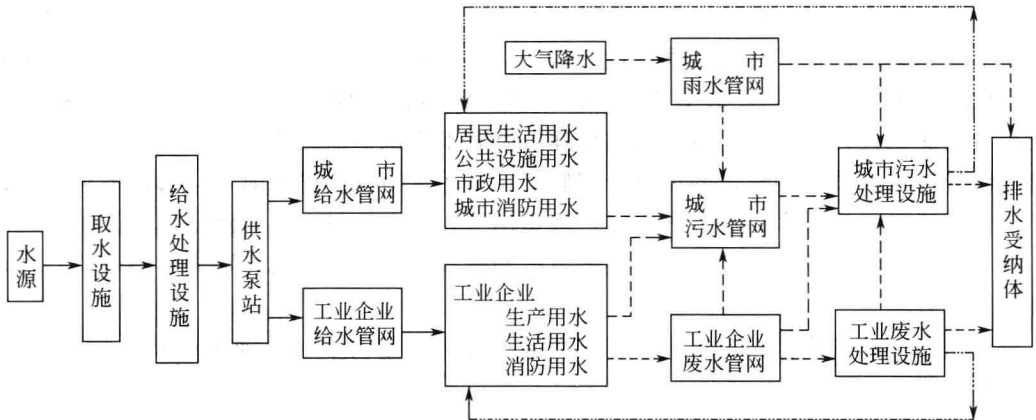 水源
取水设施
给水处理设施
供水泵站
城 市
给水管网
工业企业
给水管网
居民生活用水
公共设施用水
市政用水
城市消防用水
工业企业
生产用水
生活用水
消防用水
大气降水
城 市
雨水管网
城 市
污水管网
工业企业
废水管网
城市污水
处理设施
工业废水
处理设施
排水受纳体